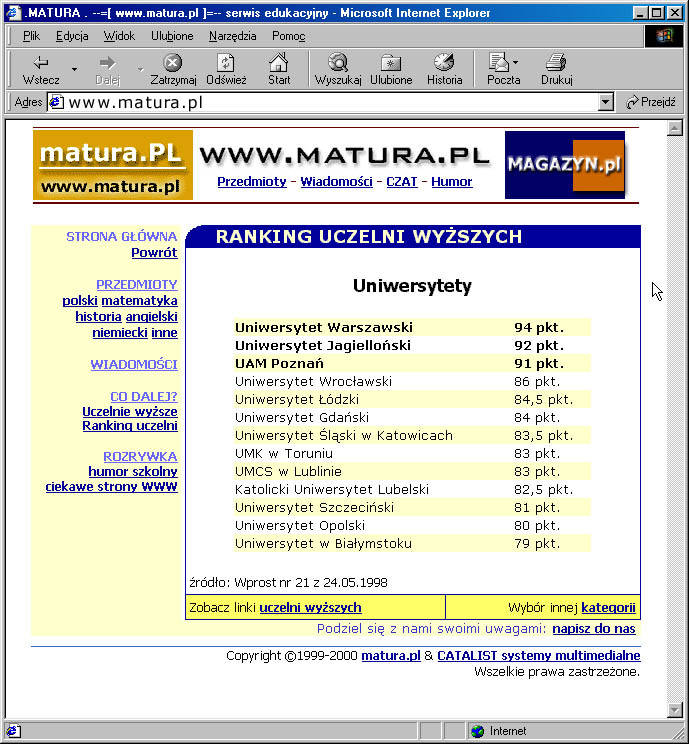 .MATURA . --=[ www.matura.pl ]=-- serwis edukacyjny - Microsoft Internet Explorer
Plik Edycja Widok Ulubione Narzędzia Pomoc
Wstecz Dalej Zatrzymaj Odśwież Start Wyszukaj Ulubione Historia Poczta Drukuj
Adres www.matura.pl Przejdź
matura.PL
www.matura.pl
WWW.MATURA.PL
Przedmioty - Wiadomości - CZAT - Humor
MAGAZYN.pl
STRONA GŁÓWNA
Powrót
PRZEDMIOTY
polski matematyka
historia angielski
niemiecki inne
WIADOMOŚCI
CO DALEJ?
Uczelnie wyższe
Ranking uczelni
ROZRYWKA
humor szkolny
ciekawe strony WWW
RANKING UCZELNI WYŻSZYCH
Uniwersytety
Uniwersytet Warszawski 94 pkt.
Uniwersytet Jagielloński 92 pkt.
UAM Poznań 91 pkt.
Uniwersytet Wrocławski 86 pkt.
Uniwersytet Łódzki 84,5 pkt.
Uniwersytet Gdański 84 pkt.
Uniwersytet Śląski w Katowicach 83,5 pkt.
UMK w Toruniu 83 pkt.
UMCS w Lublinie 83 pkt.
Katolicki Uniwersytet Lubelski 82,5 pkt.
Uniwersytet Szczeciński 81 pkt.
Uniwersytet Opolski 80 pkt.
Uniwersytet w Białymstoku 79 pkt.
źródło: Wprost nr 21 z 24.05.1998
Zobacz linki uczelni wyższych Wybór innej kategorii
Podziel się z nami swoimi uwagami: napisz do nas
Copyright ©1999-2000 matura.pl & CATALIST systemy multimedialne
Wszelkie prawa zastrzeżone.
Internet